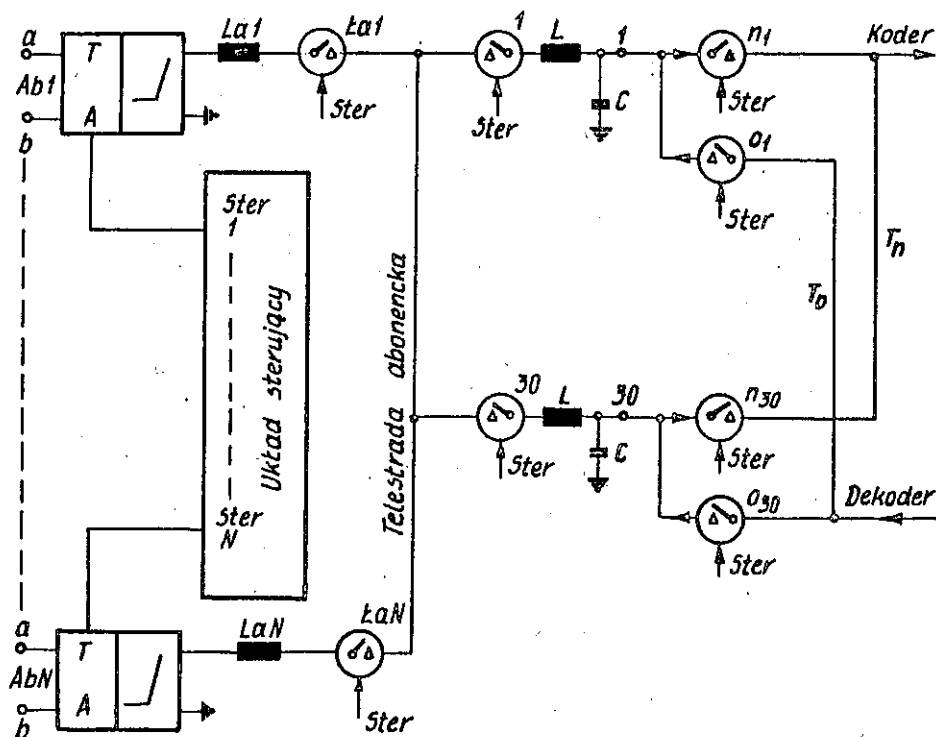 a
Ab1
b
T
A
La1
Ła1
Ster
1
Ster
L
1
C
n1
Ster
Koder
o1
Ster
Tn
To
Ster
1
Układ sterujący
Ster
N
Telestrada abonencka
30
Ster
L
30
C
n30
Ster
o30
Ster
Dekoder
a
AbN
b
T
A
LaN
ŁaN
Ster